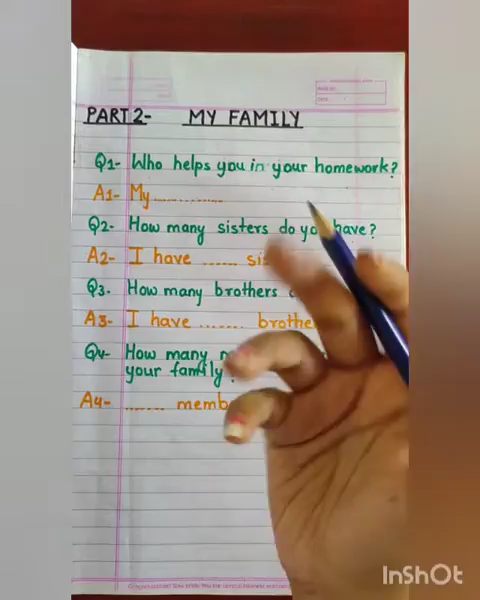 PART 2- MY FAMILY
Q1- Who helps you in your homework?
A1- My............
Q2- How many sisters do you have?
A2- I have ......
Q3. How many brothers
A3- I have .......
Q4- How many
your family?
A4- .......
InShOt